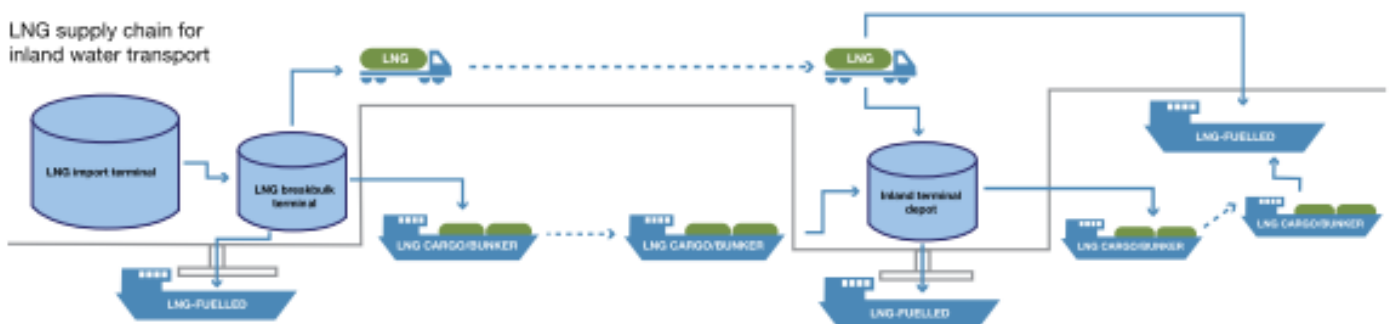 LNG supply chain for
inland water transport
LNG
LNG
LNG-FUELLED
LNG import terminal
LNG breakbulk
terminal
Inland terminal
depot
LNG CARGO/BUNKER
LNG CARGO/BUNKER
LNG CARGO/BUNKER
LNG CARGO/BUNKER
LNG-FUELLED
LNG-FUELLED